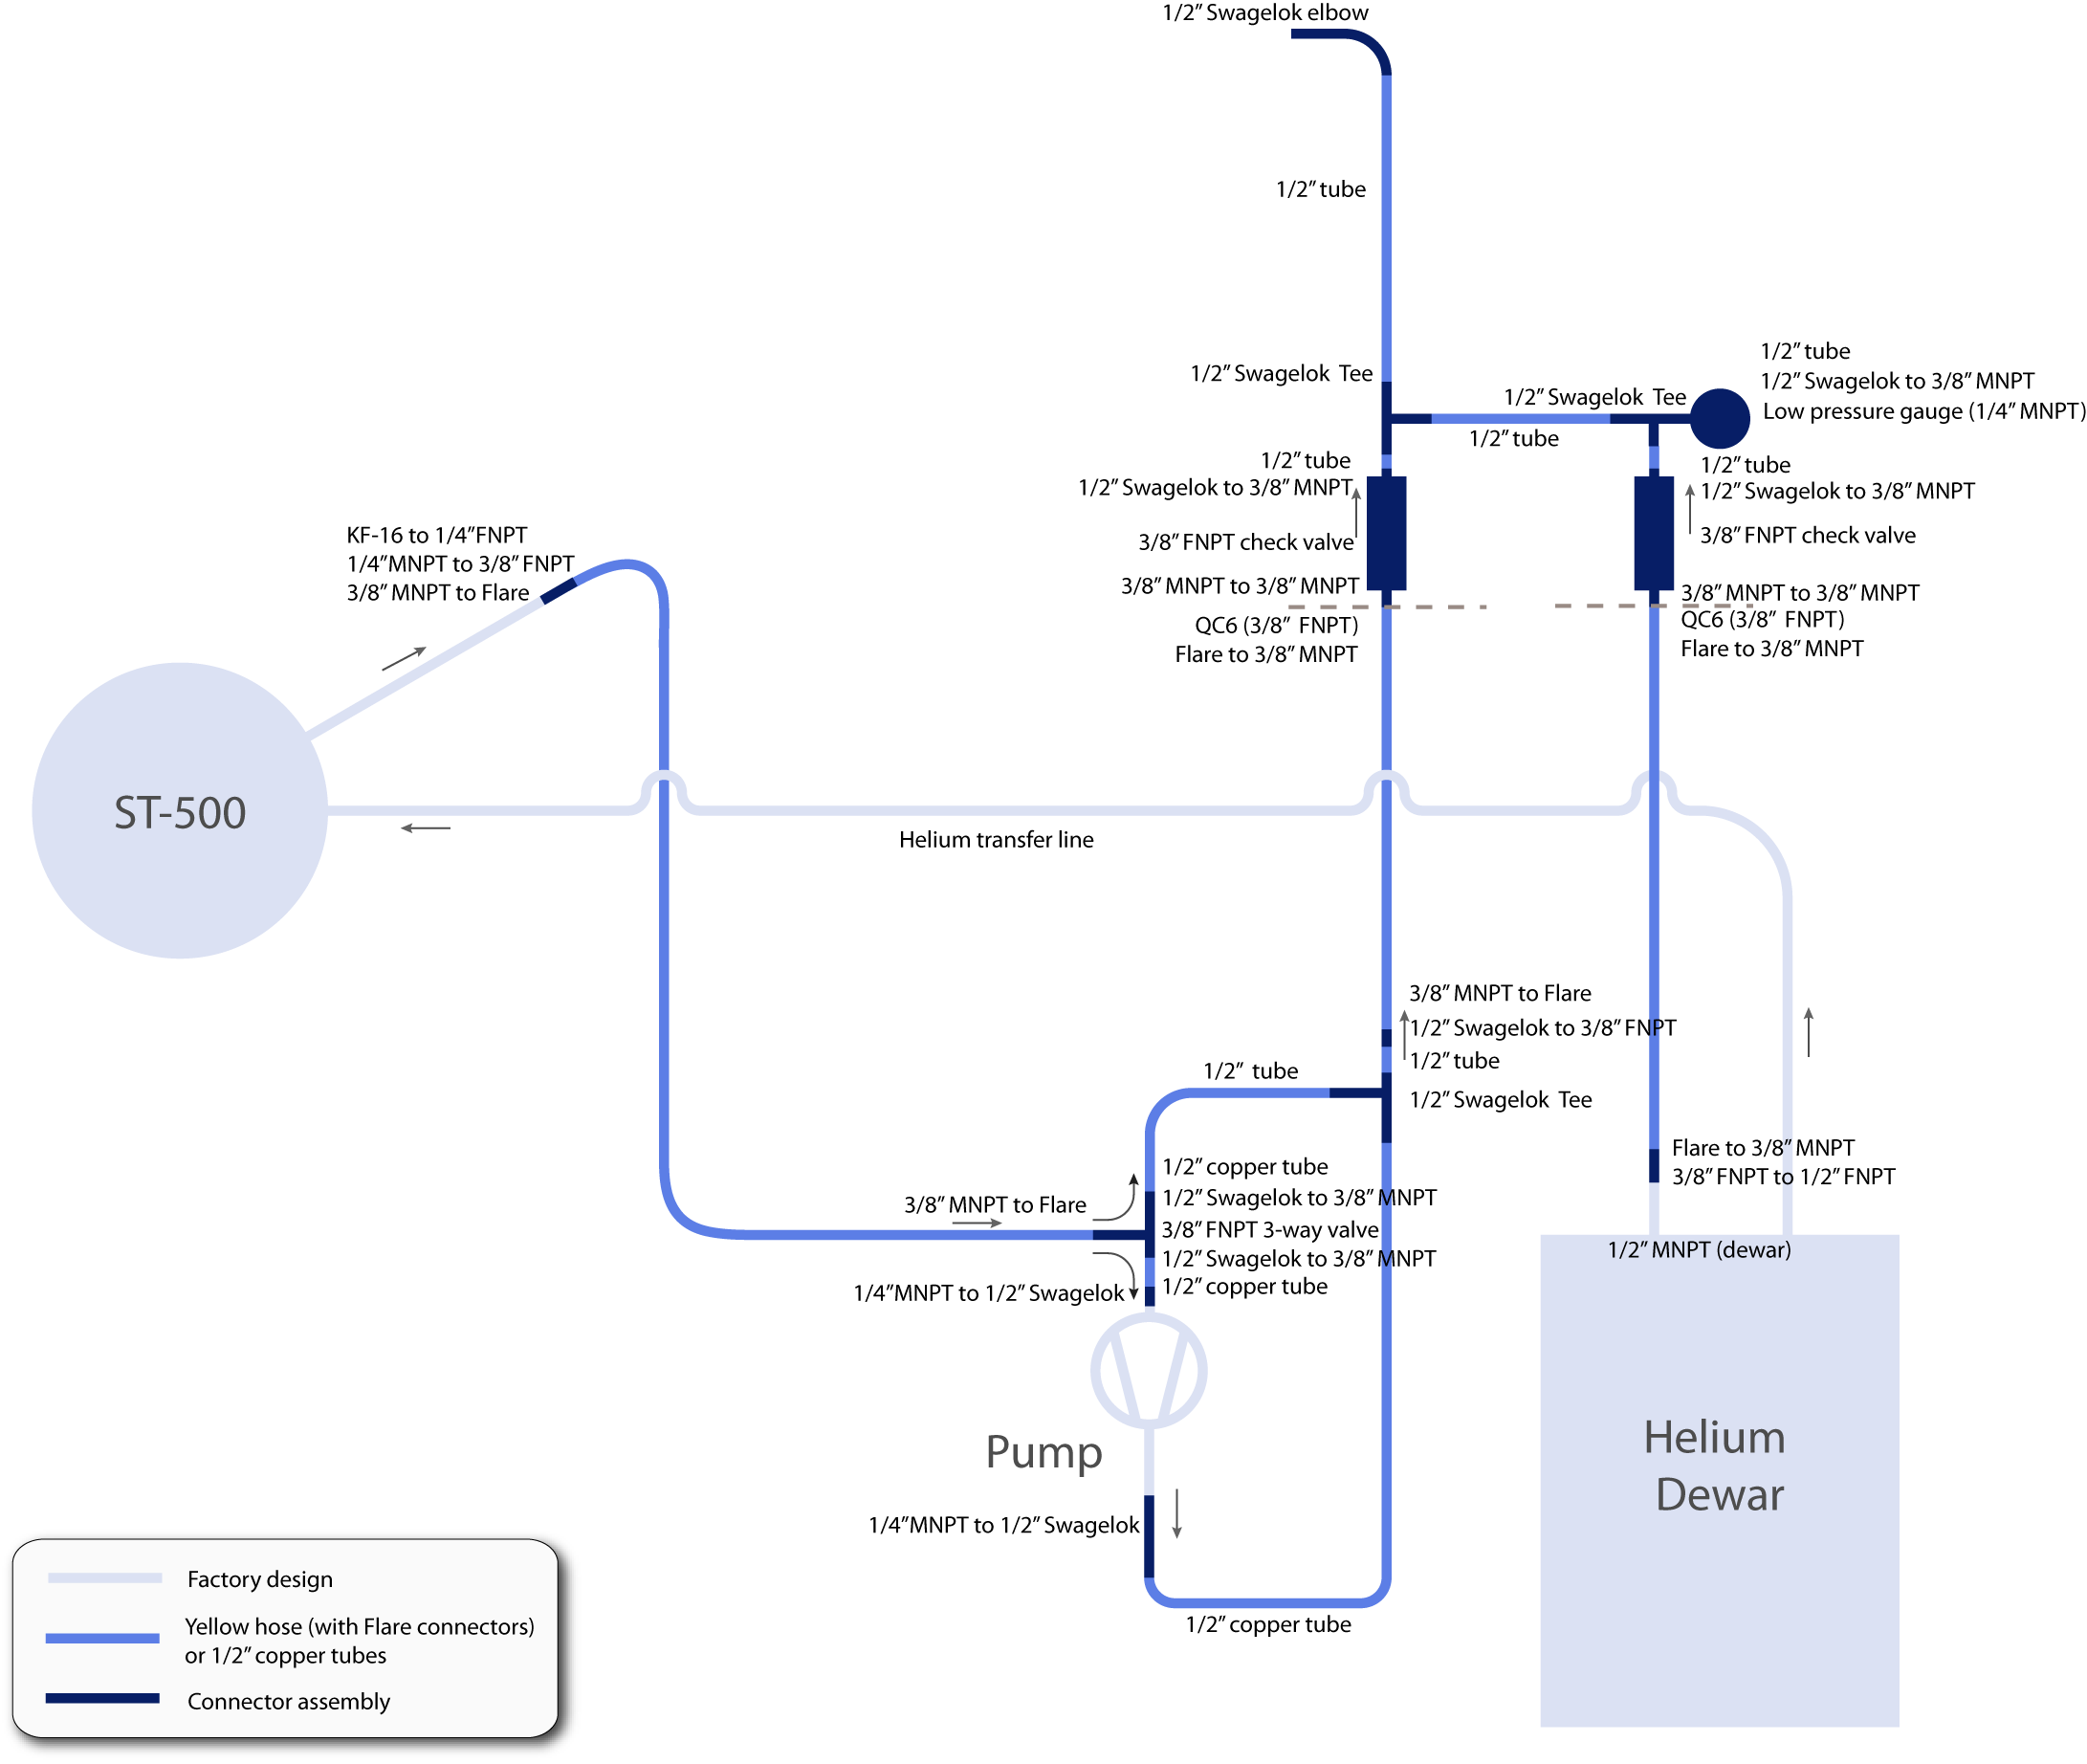 1/2” Swagelok elbow
1/2” tube
1/2” Swagelok Tee
1/2” tube
1/2” Swagelok to 3/8” MNPT
Low pressure gauge (1/4” MNPT)
1/2” Swagelok Tee
1/2” tube
1/2” tube
1/2” Swagelok to 3/8” MNPT
3/8” FNPT check valve
3/8” MNPT to 3/8” MNPT
QC6 (3/8” FNPT)
Flare to 3/8” MNPT
1/2” tube
1/2” Swagelok to 3/8” MNPT
3/8” FNPT check valve
3/8” MNPT to 3/8” MNPT
QC6 (3/8” FNPT)
Flare to 3/8” MNPT
KF-16 to 1/4”FNPT
1/4”MNPT to 3/8” FNPT
3/8” MNPT to Flare
ST-500
Helium transfer line
3/8” MNPT to Flare
1/2” Swagelok to 3/8” FNPT
1/2” tube
1/2” Swagelok Tee
1/2” tube
Flare to 3/8” MNPT
3/8” FNPT to 1/2” FNPT
1/2” MNPT (dewar)
3/8” MNPT to Flare
1/2” copper tube
1/2” Swagelok to 3/8” MNPT
3/8” FNPT 3-way valve
1/2” Swagelok to 3/8” MNPT
1/2” copper tube
1/4”MNPT to 1/2” Swagelok
Pump
Helium
Dewar
1/4”MNPT to 1/2” Swagelok
1/2” copper tube
Factory design
Yellow hose (with Flare connectors)
or 1/2” copper tubes
Connector assembly